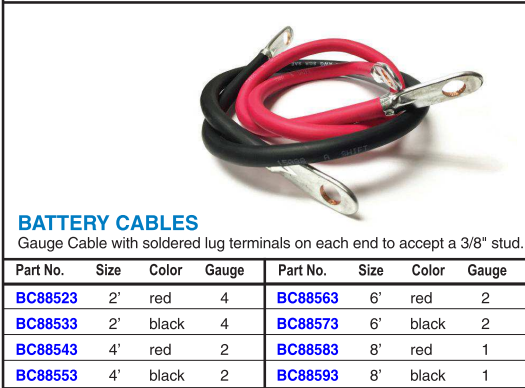 BATTERY CABLES
Gauge Cable with soldered lug terminals on each end to accept a 3/8" stud.
Part No. Size Color Gauge Part No. Size Color Gauge
BC88523 2’ red 4 BC88563 6’ red 2
BC88533 2’ black 4 BC88573 6’ black 2
BC88543 4’ red 2 BC88583 8’ red 1
BC88553 4’ black 2 BC88593 8’ black 1